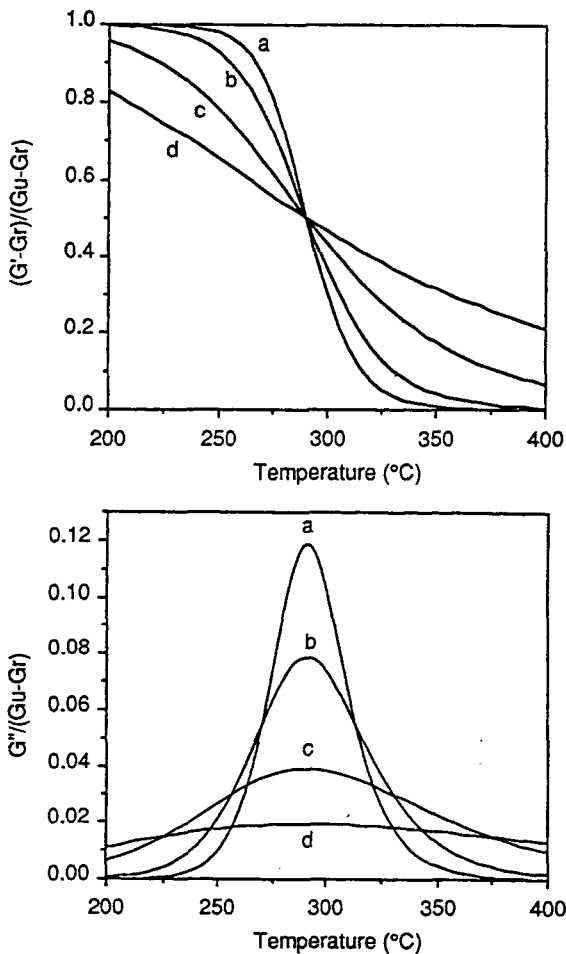 (G'-Gr)/(Gu-Gr)
1.0
0.8
0.6
0.4
0.2
0.0
a
b
c
d
200 250 300 350 400
Temperature (°C)
G"/(Gu-Gr)
0.12
0.10
0.08
0.06
0.04
0.02
0.00
a
b
c
d
200 250 300 350 400
Temperature (°C)